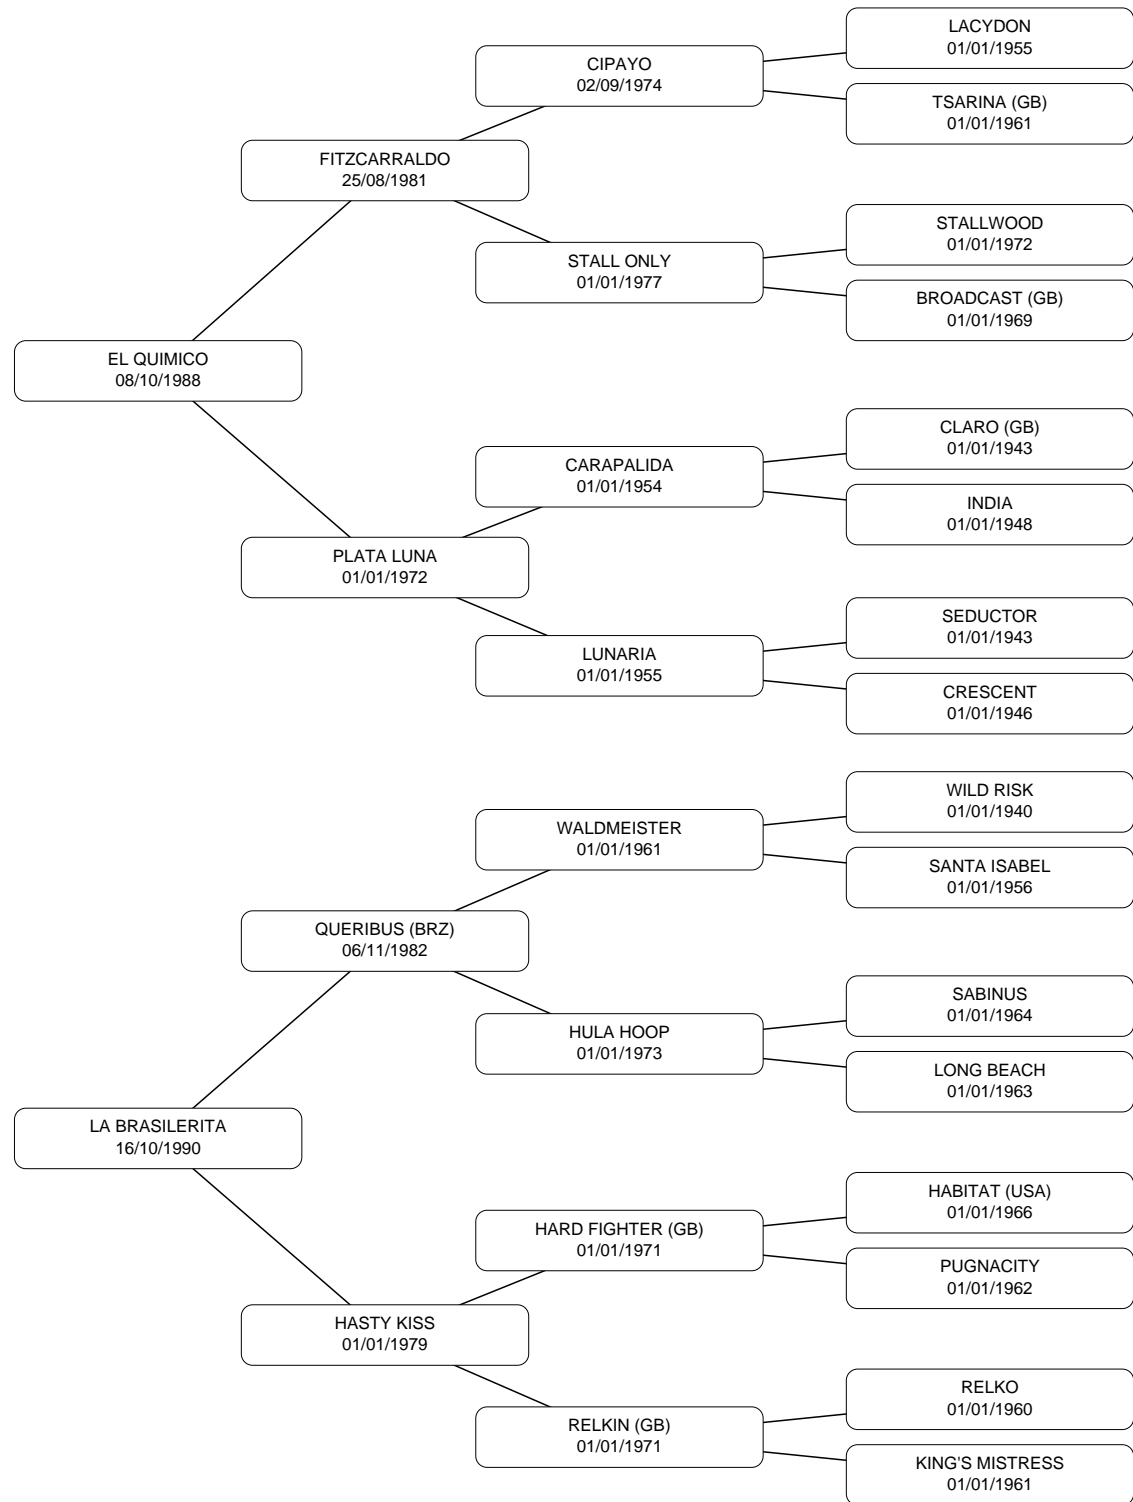 LACYDON
01/01/1955
CIPAYO
02/09/1974
TSARINA (GB)
01/01/1961
FITZCARRALDO
25/08/1981
STALLWOOD
01/01/1972
STALL ONLY
01/01/1977
BROADCAST (GB)
01/01/1969
EL QUIMICO
08/10/1988
CLARO (GB)
01/01/1943
CARAPALIDA
01/01/1954
INDIA
01/01/1948
PLATA LUNA
01/01/1972
SEDUCTOR
01/01/1943
LUNARIA
01/01/1955
CRESCENT
01/01/1946
WILD RISK
01/01/1940
WALDMEISTER
01/01/1961
SANTA ISABEL
01/01/1956
QUERIBUS (BRZ)
06/11/1982
SABINUS
01/01/1964
HULA HOOP
01/01/1973
LONG BEACH
01/01/1963
LA BRASILERITA
16/10/1990
HABITAT (USA)
01/01/1966
HARD FIGHTER (GB)
01/01/1971
PUGNACITY
01/01/1962
HASTY KISS
01/01/1979
RELKO
01/01/1960
RELKIN (GB)
01/01/1971
KING'S MISTRESS
01/01/1961